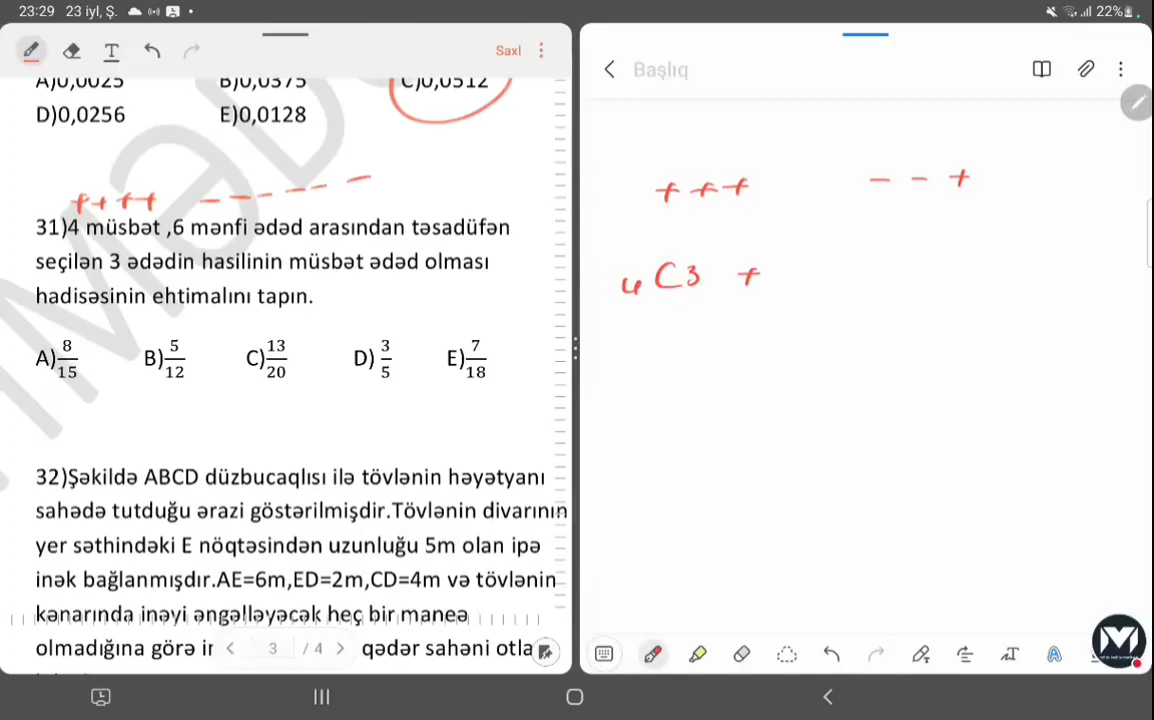 23:29 23 iyl, Ş.
22%
Saxl
A)0,0025 B)0,0375 C)0,0512
D)0,0256 E)0,0128
+ + + + − − − − − −
31)4 müsbət ,6 mənfi ədəd arasından təsadüfən
seçilən 3 ədədin hasilinin müsbət ədəd olması
hadisəsinin ehtimalını tapın.
A) 8/15 B) 5/12 C) 13/20 D) 3/5 E) 7/18
32)Şəkildə ABCD düzbucaqlısı ilə tövlənin həyətyanı
sahədə tutduğu ərazi göstərilmişdir.Tövlənin divarının
yer səthindəki E nöqtəsindən uzunluğu 5m olan ipə
inək bağlanmışdır.AE=6m,ED=2m,CD=4m və tövlənin
kənarında inəyi əngəlləyəcək heç bir maneə
olmadığına görə ir qədər sahəni otla
3 / 4
Başlıq
+ + + − − +
4C3 +